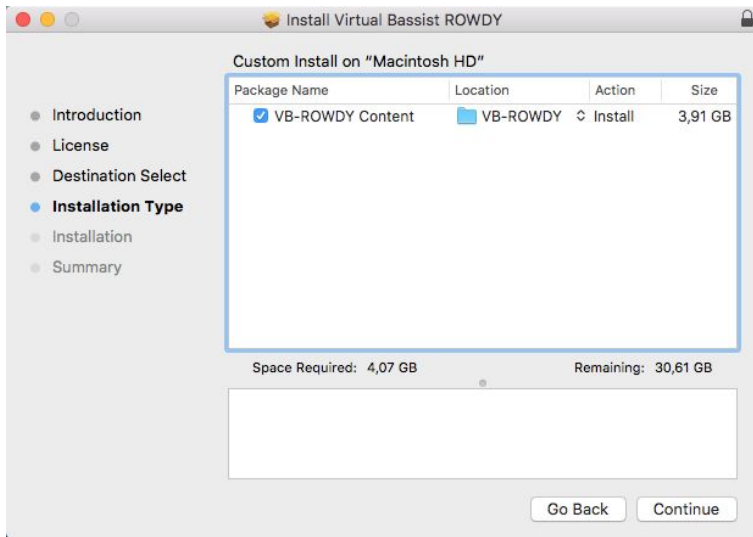 Install Virtual Bassist ROWDY
Custom Install on "Macintosh HD"
Package Name Location Action Size
VB-ROWDY Content VB-ROWDY Install 3,91 GB
Introduction
License
Destination Select
Installation Type
Installation
Summary
Space Required: 4,07 GB Remaining: 30,61 GB
Go Back Continue